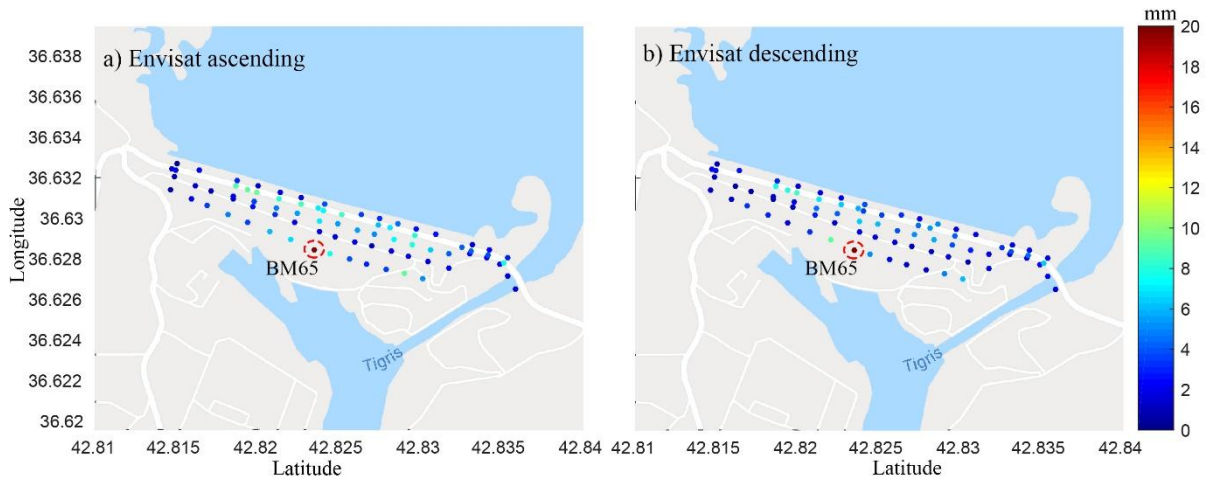 a) Envisat ascending
b) Envisat descending
mm
36.638
36.636
36.634
36.632
36.63
36.628
36.626
36.624
36.622
36.62
Longitude
BM65
Tigris
BM65
Tigris
20
18
16
14
12
10
8
6
4
2
0
42.81 42.815 42.82 42.825 42.83 42.835 42.84
Latitude
42.81 42.815 42.82 42.825 42.83 42.835 42.84
Latitude